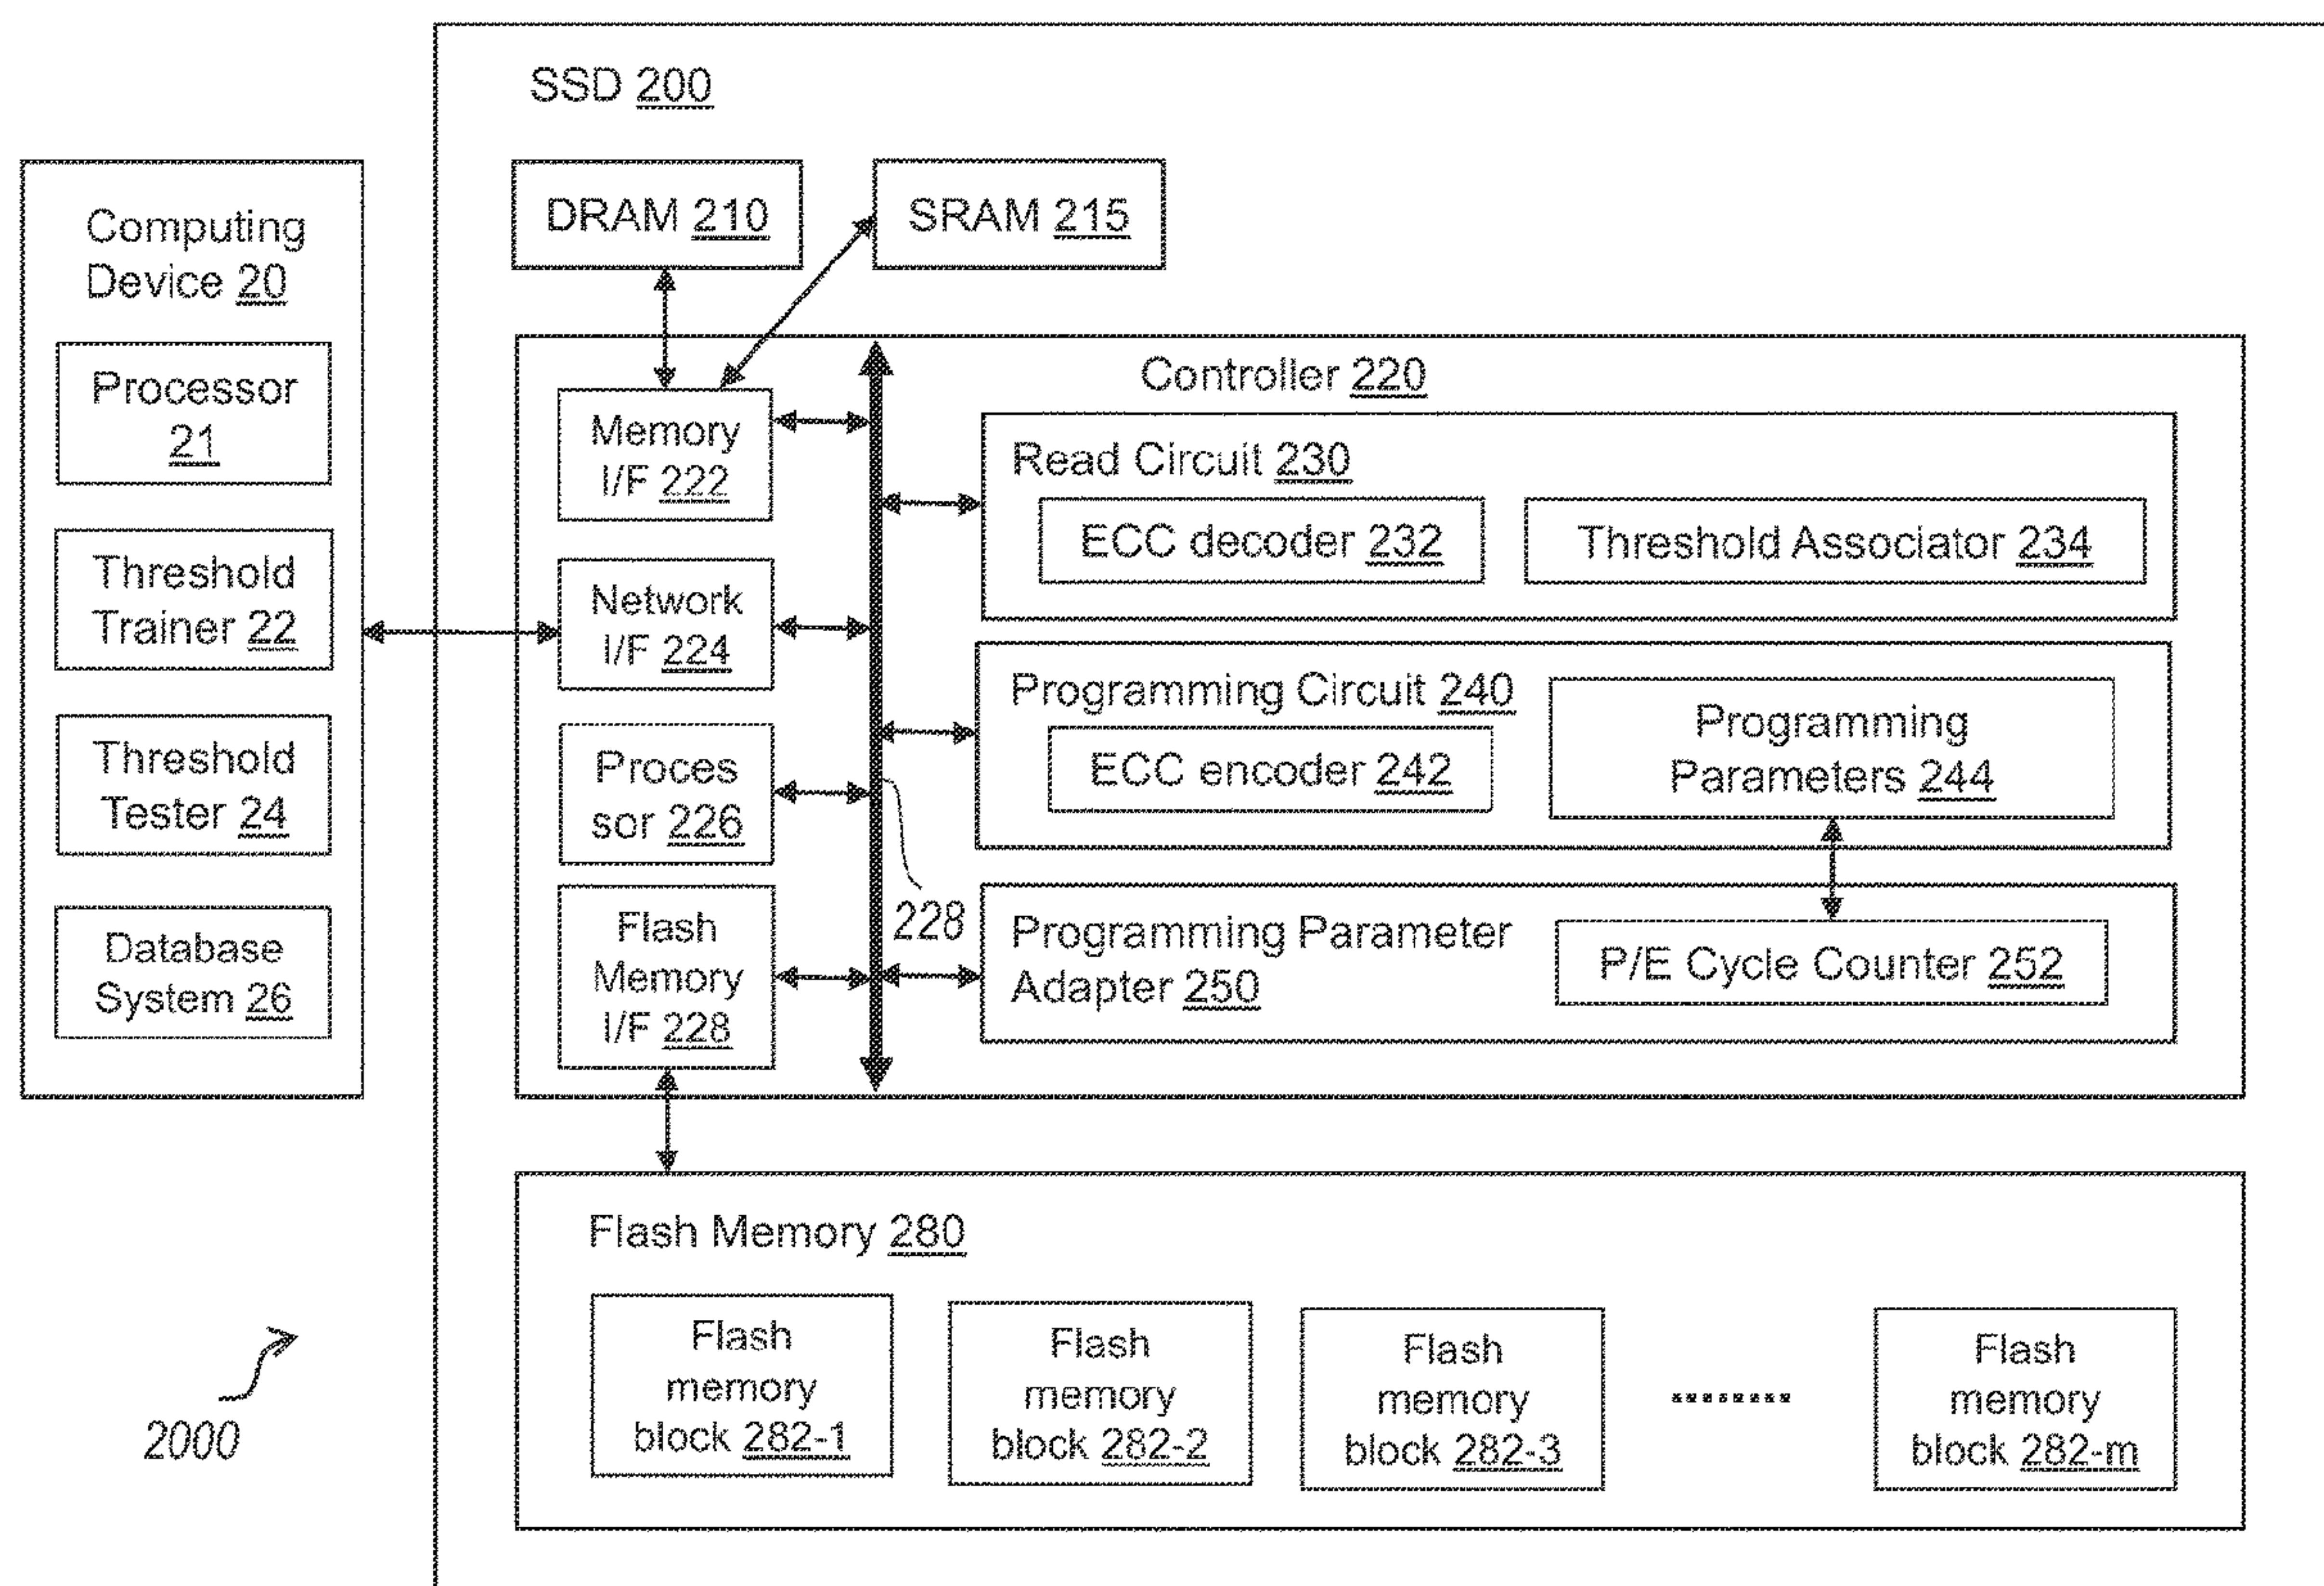 SSD 200
Computing
Device 20
Processor
21
Threshold
Trainer 22
Threshold
Tester 24
Database
System 26
DRAM 210
SRAM 215
Controller 220
Memory
I/F 222
Network
I/F 224
Proces
sor 226
Flash
Memory
I/F 228
228
Read Circuit 230
ECC decoder 232
Threshold Associator 234
Programming Circuit 240
ECC encoder 242
Programming
Parameters 244
Programming Parameter
Adapter 250
P/E Cycle Counter 252
Flash Memory 280
Flash
memory
block 282-1
Flash
memory
block 282-2
Flash
memory
block 282-3
........
Flash
memory
block 282-m
2000